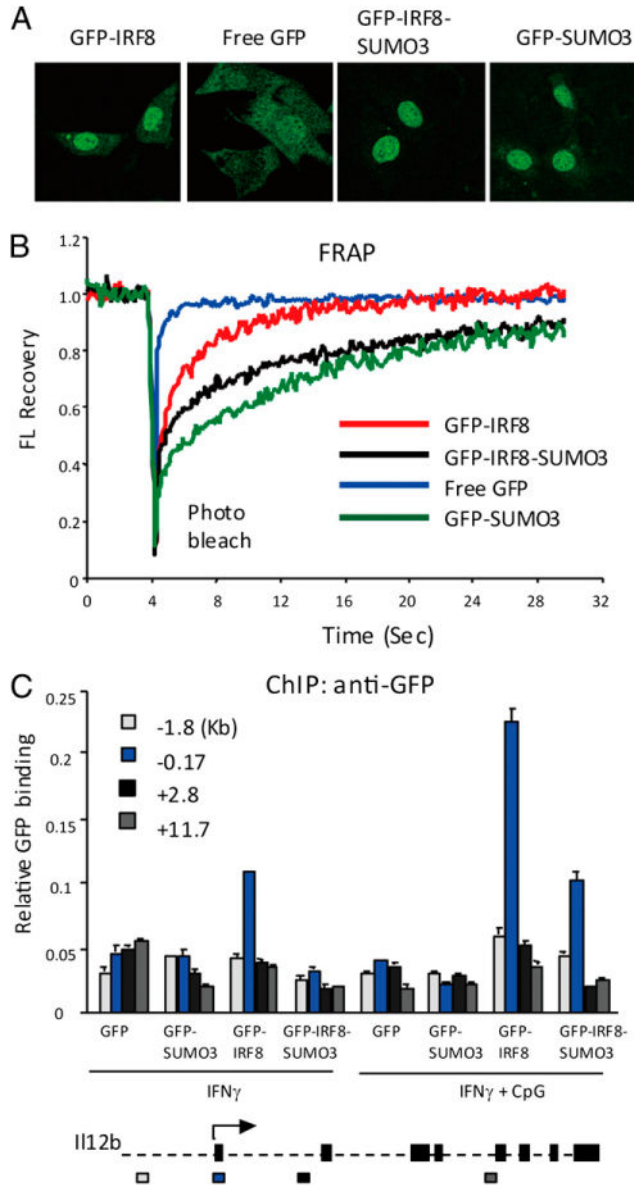 A
GFP-IRF8
Free GFP
GFP-IRF8-
SUMO3
GFP-SUMO3
B
FRAP
1.2
1.0
0.8
0.6
0.4
0.2
0
FL Recovery
Photo
bleach
GFP-IRF8
GFP-IRF8-SUMO3
Free GFP
GFP-SUMO3
0 4 8 12 16 20 24 28 32
Time (Sec)
C
ChIP: anti-GFP
0.25
0.2
0.15
0.1
0.05
0
Relative GFP binding
-1.8 (Kb)
-0.17
+2.8
+11.7
GFP GFP-SUMO3 GFP-IRF8 GFP-IRF8-SUMO3 GFP GFP-SUMO3 GFP-IRF8 GFP-IRF8-SUMO3
IFNγ IFNγ + CpG
Il12b